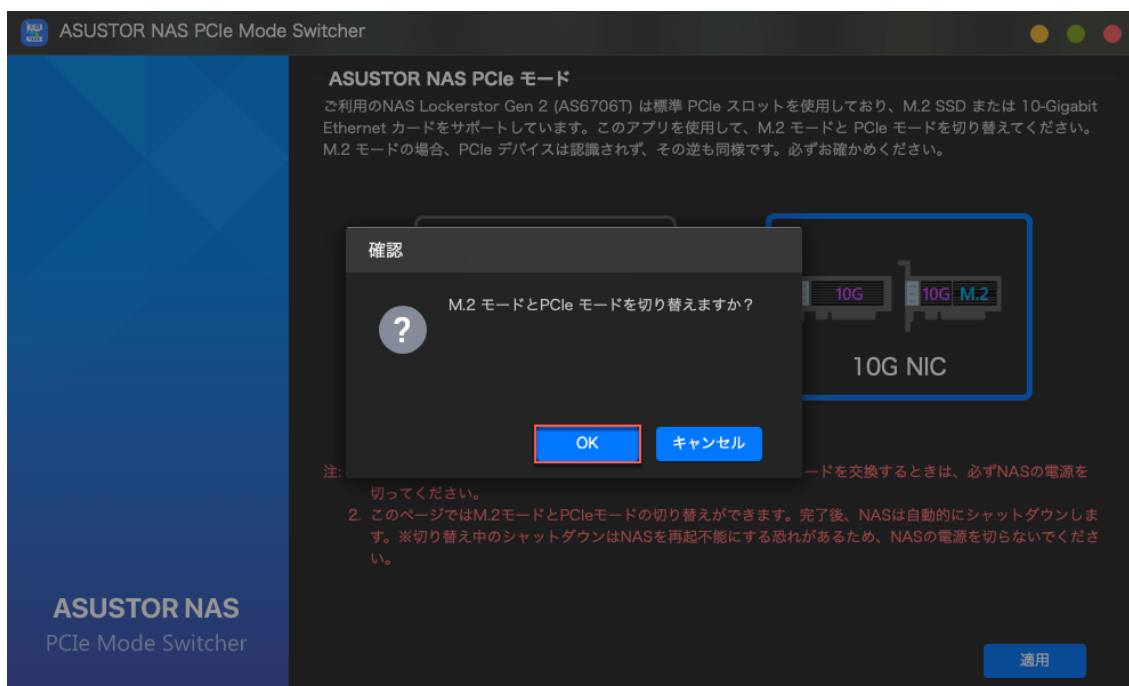 ASUSTOR NAS PCIe Mode Switcher
ASUSTOR NAS PCIe モード
ご利用のNAS Lockerstor Gen 2 (AS6706T) は標準 PCIe スロットを使用しており、M.2 SSD または 10-Gigabit
Ethernet カードをサポートしています。このアプリを使用して、M.2 モードと PCIe モードを切り替えてください。
M.2 モードの場合、PCIe デバイスは認識されず、その逆も同様です。必ずお確かめください。
確認
M.2 モードとPCIe モードを切り替えますか？
?
10G
10G M.2
10G NIC
OK
キャンセル
注:
ードを交換するときは、必ずNASの電源を
切ってください。
2. このページではM.2モードとPCIeモードの切り替えができます。完了後、NASは自動的にシャットダウンしま
す。※切り替え中のシャットダウンはNASを再起不能にする恐れがあるため、NASの電源を切らないでくださ
い。
ASUSTOR NAS
PCIe Mode Switcher
適用